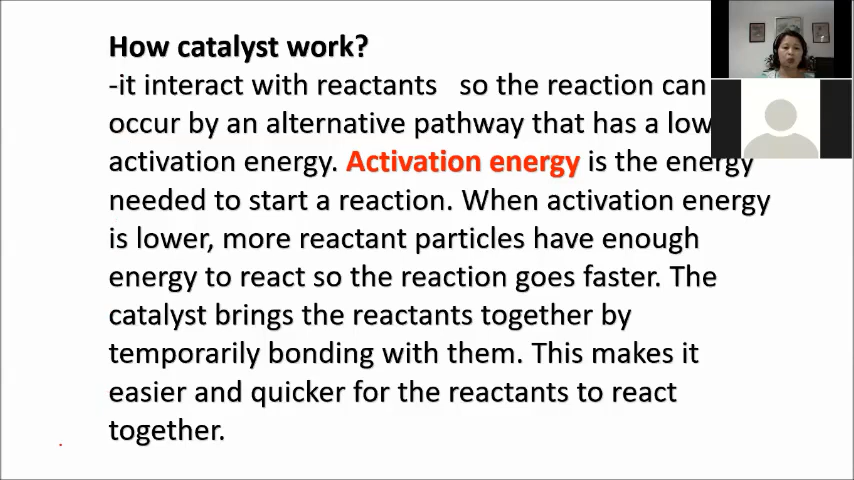 How catalyst work?
-it interact with reactants so the reaction can
occur by an alternative pathway that has a low
activation energy. Activation energy is the energy
needed to start a reaction. When activation energy
is lower, more reactant particles have enough
energy to react so the reaction goes faster. The
catalyst brings the reactants together by
temporarily bonding with them. This makes it
easier and quicker for the reactants to react
together.